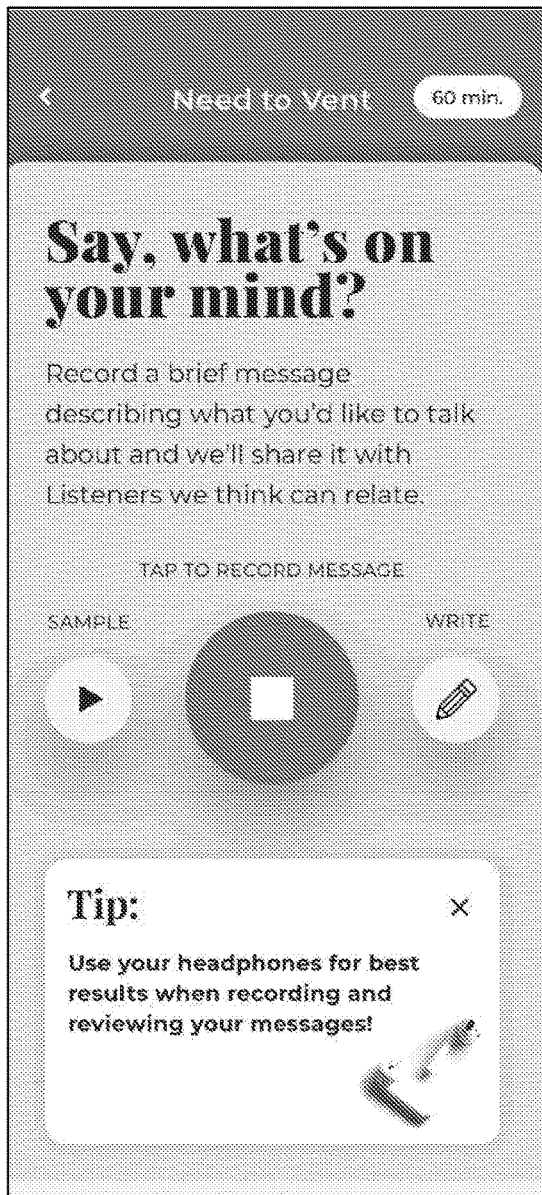 Need to Vent
60 min.
Say, what's on
your mind?
Record a brief message
describing what you'd like to talk
about and we'll share it with
Listeners we think can relate.
TAP TO RECORD MESSAGE
SAMPLE
WRITE
Tip:
Use your headphones for best
results when recording and
reviewing your messages!